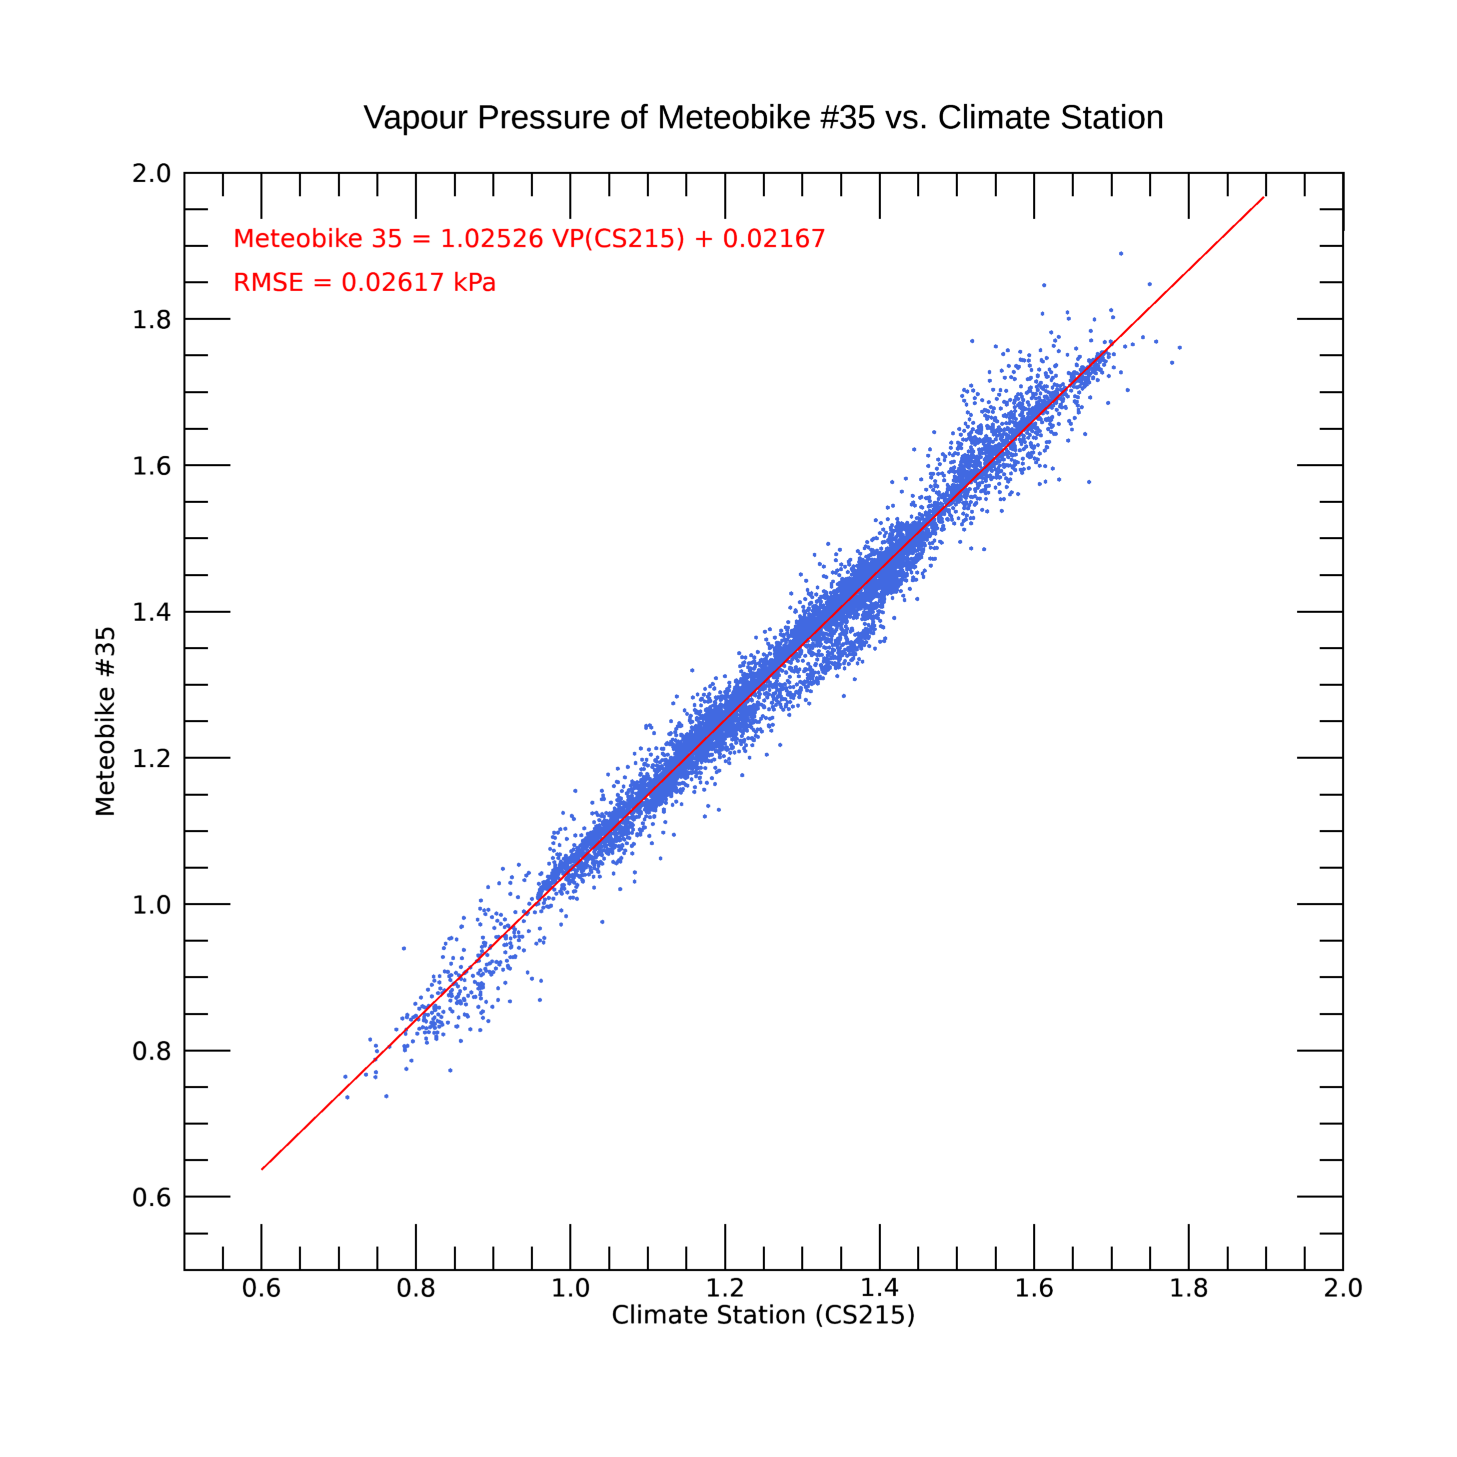 Vapour Pressure of Meteobike #35 vs. Climate Station
Meteobike 35 = 1.02526 VP(CS215) + 0.02167
RMSE = 0.02617 kPa
Meteobike #35
2.0
1.8
1.6
1.4
1.2
1.0
0.8
0.6
0.6 0.8 1.0 1.2 1.4 1.6 1.8 2.0
Climate Station (CS215)